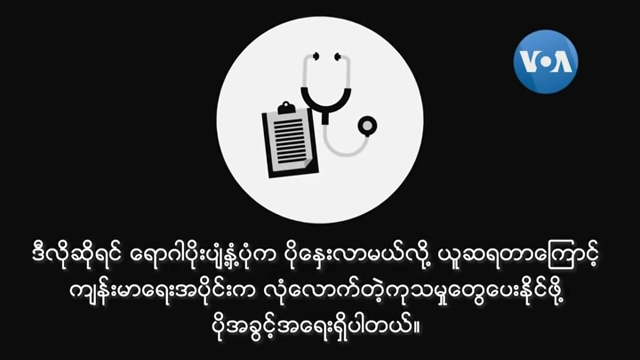 VOA
ဒီလိုဆိုရင် ရောဂါပိုးပျံ့နှံ့ပုံက ပိုနှေးလာမယ်လို့ ယူဆရတာကြောင့်
ကျန်းမာရေးအပိုင်းက လုံလောက်တဲ့ကုသမှုတွေပေးနိုင်ဖို့
ပိုအခွင့်အရေးရှိပါတယ်။